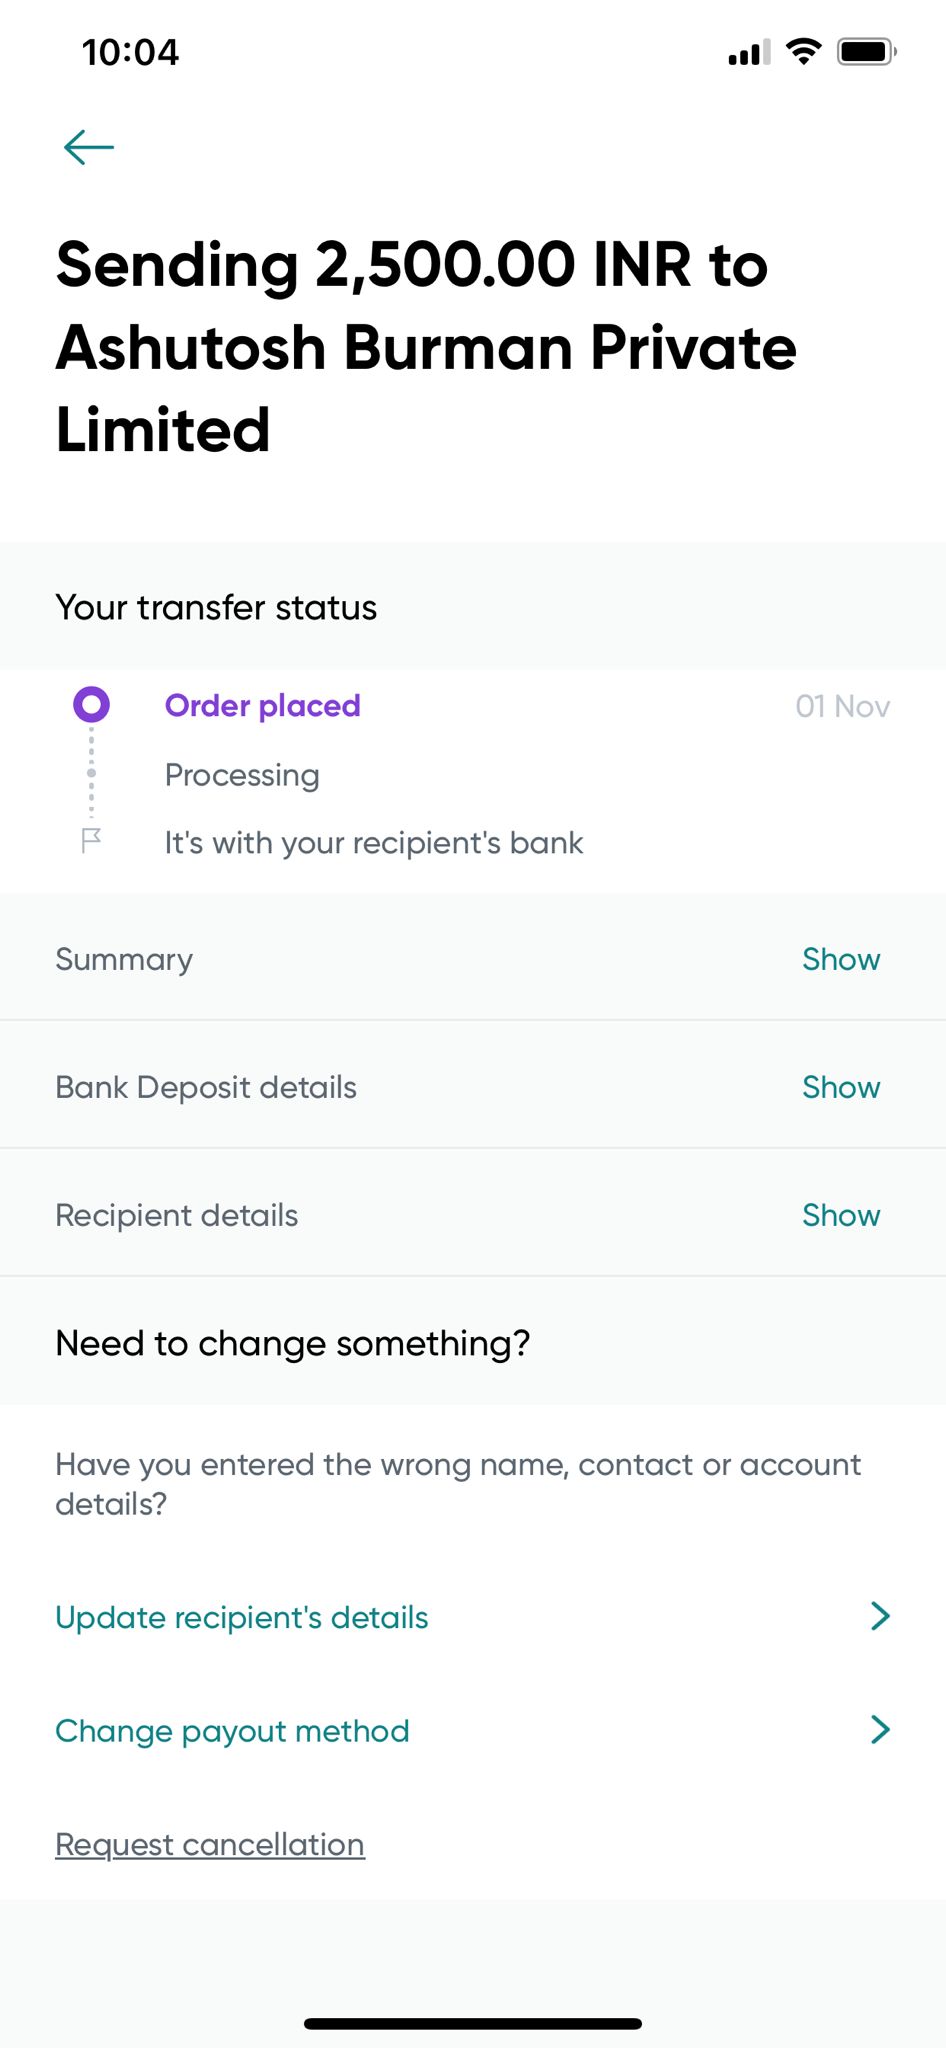 10:04
Sending 2,500.00 INR to
Ashutosh Burman Private
Limited
Your transfer status
Order placed 01 Nov
Processing
It's with your recipient's bank
Summary Show
Bank Deposit details Show
Recipient details Show
Need to change something?
Have you entered the wrong name, contact or account
details?
Update recipient's details
Change payout method
Request cancellation